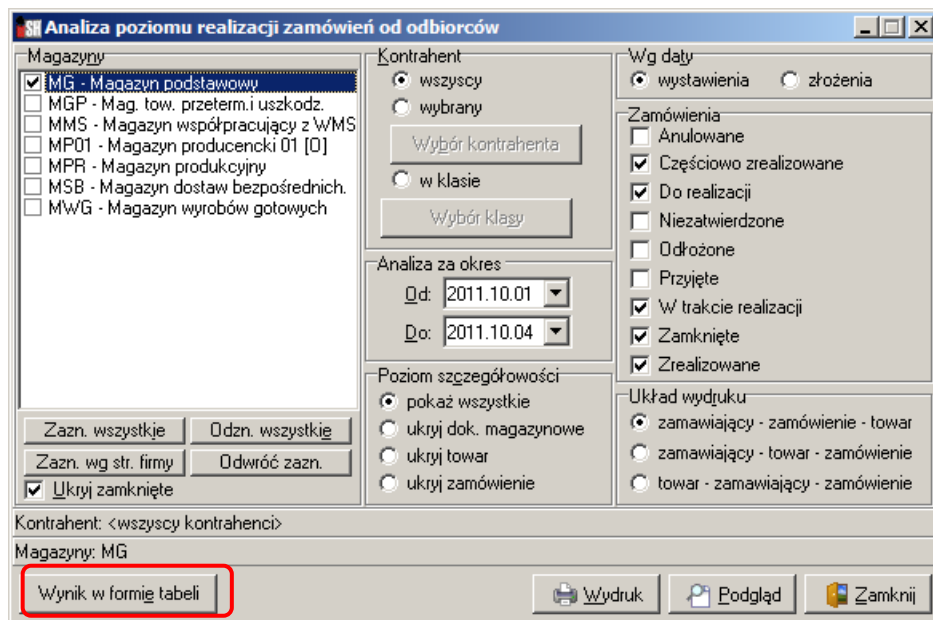 SH Analiza poziomu realizacji zamówień od odbiorców
Magazyny
MG - Magazyn podstawowy
MGP - Mag. tow. przeterm.i uszkodz.
MMS - Magazyn współpracujący z WMS
MP01 - Magazyn producencki 01 [O]
MPR - Magazyn produkcyjny
MSB - Magazyn dostaw bezpośrednich.
MWG - Magazyn wyrobów gotowych
Zazn. wszystkie
Odzn. wszystkie
Zazn. wg str. firmy
Odwróć zazn.
Ukryj zamknięte
Kontrahent
wszyscy
wybrany
Wybór kontrahenta
w klasie
Wybór klasy
Analiza za okres
Od: 2011.10.01
Do: 2011.10.04
Poziom szczegółowości
pokaż wszystkie
ukryj dok. magazynowe
ukryj towar
ukryj zamówienie
Wg daty
wystawienia
złożenia
Zamówienia
Anulowane
Częściowo zrealizowane
Do realizacji
Niezatwierdzone
Odłożone
Przyjęte
W trakcie realizacji
Zamknięte
Zrealizowane
Układ wydruku
zamawiający - zamówienie - towar
zamawiający - towar - zamówienie
towar - zamawiający - zamówienie
Kontrahent: <wszyscy kontrahenci>
Magazyny: MG
Wynik w formie tabeli
Wydruk
Podgląd
Zamknij